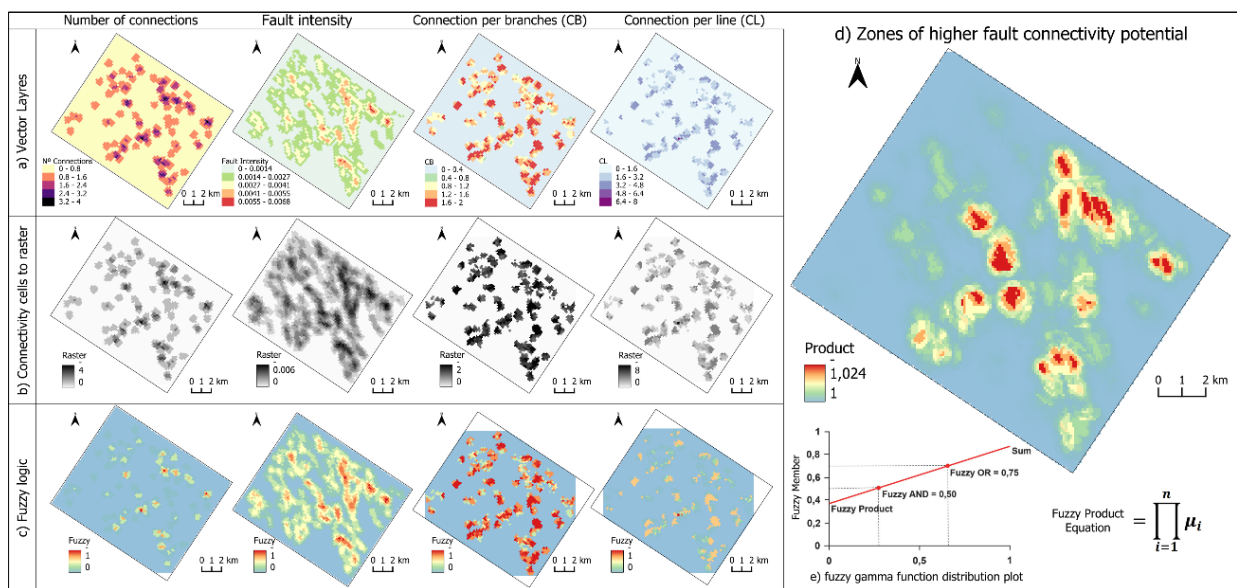 Number of connections
Fault intensity
Connection per branches (CB)
Connection per line (CL)
a) Vector Layres
Nº Connections
0 - 0.8
0.8 - 1.6
1.6 - 2.4
2.4 - 3.2
3.2 - 4
0 1 2 km
Fault Intensity
0 - 0.0014
0.0014 - 0.0027
0.0027 - 0.0041
0.0041 - 0.0055
0.0055 - 0.0068
0 1 2 km
CB
0 - 0.4
0.4 - 0.8
0.8 - 1.2
1.2 - 1.6
1.6 - 2
0 1 2 km
CL
0 - 1.6
1.6 - 3.2
3.2 - 4.8
4.8 - 6.4
6.4 - 8
0 1 2 km
b) Connectivity cells to raster
Raster
4
0
0 1 2 km
Raster
0.006
0
0 1 2 km
Raster
2
0
0 1 2 km
Raster
8
0
0 1 2 km
c) Fuzzy logic
Fuzzy
1
0
0 1 2 km
Fuzzy
1
0
0 1 2 km
Fuzzy
1
0
0 1 2 km
Fuzzy
1
0
0 1 2 km
d) Zones of higher fault connectivity potential
N
Product
1,024
1
0 1 2 km
Fuzzy Member
1
0,8
0,6
0,4
0,2
0
Sum
Fuzzy OR = 0,75
Fuzzy AND = 0,50
Fuzzy Product
0 0,5 1
e) fuzzy gamma function distribution plot
Fuzzy Product
Equation
= ∏ μi
n
i=1